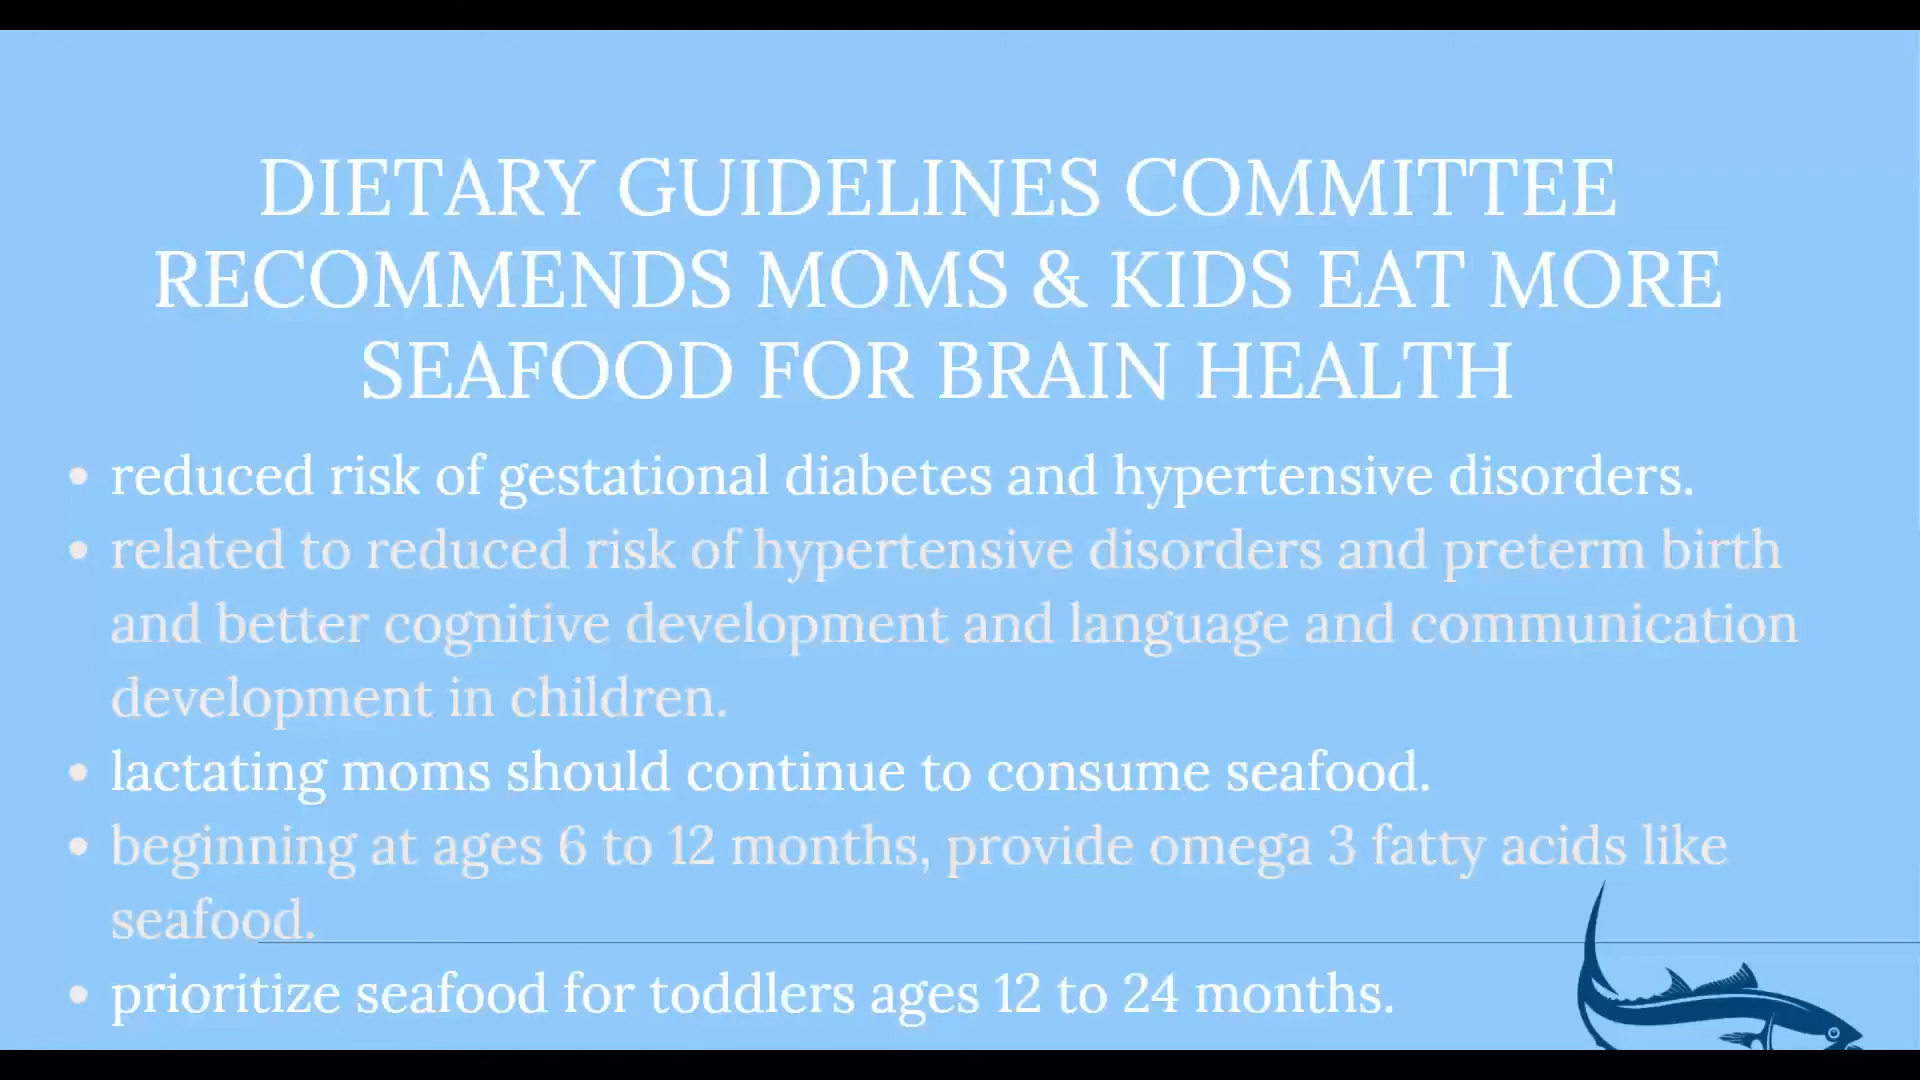 DIETARY GUIDELINES COMMITTEE
RECOMMENDS MOMS & KIDS EAT MORE
SEAFOOD FOR BRAIN HEALTH
• reduced risk of gestational diabetes and hypertensive disorders.
• related to reduced risk of hypertensive disorders and preterm birth
and better cognitive development and language and communication
development in children.
• lactating moms should continue to consume seafood.
• beginning at ages 6 to 12 months, provide omega 3 fatty acids like
seafood.
• prioritize seafood for toddlers ages 12 to 24 months.